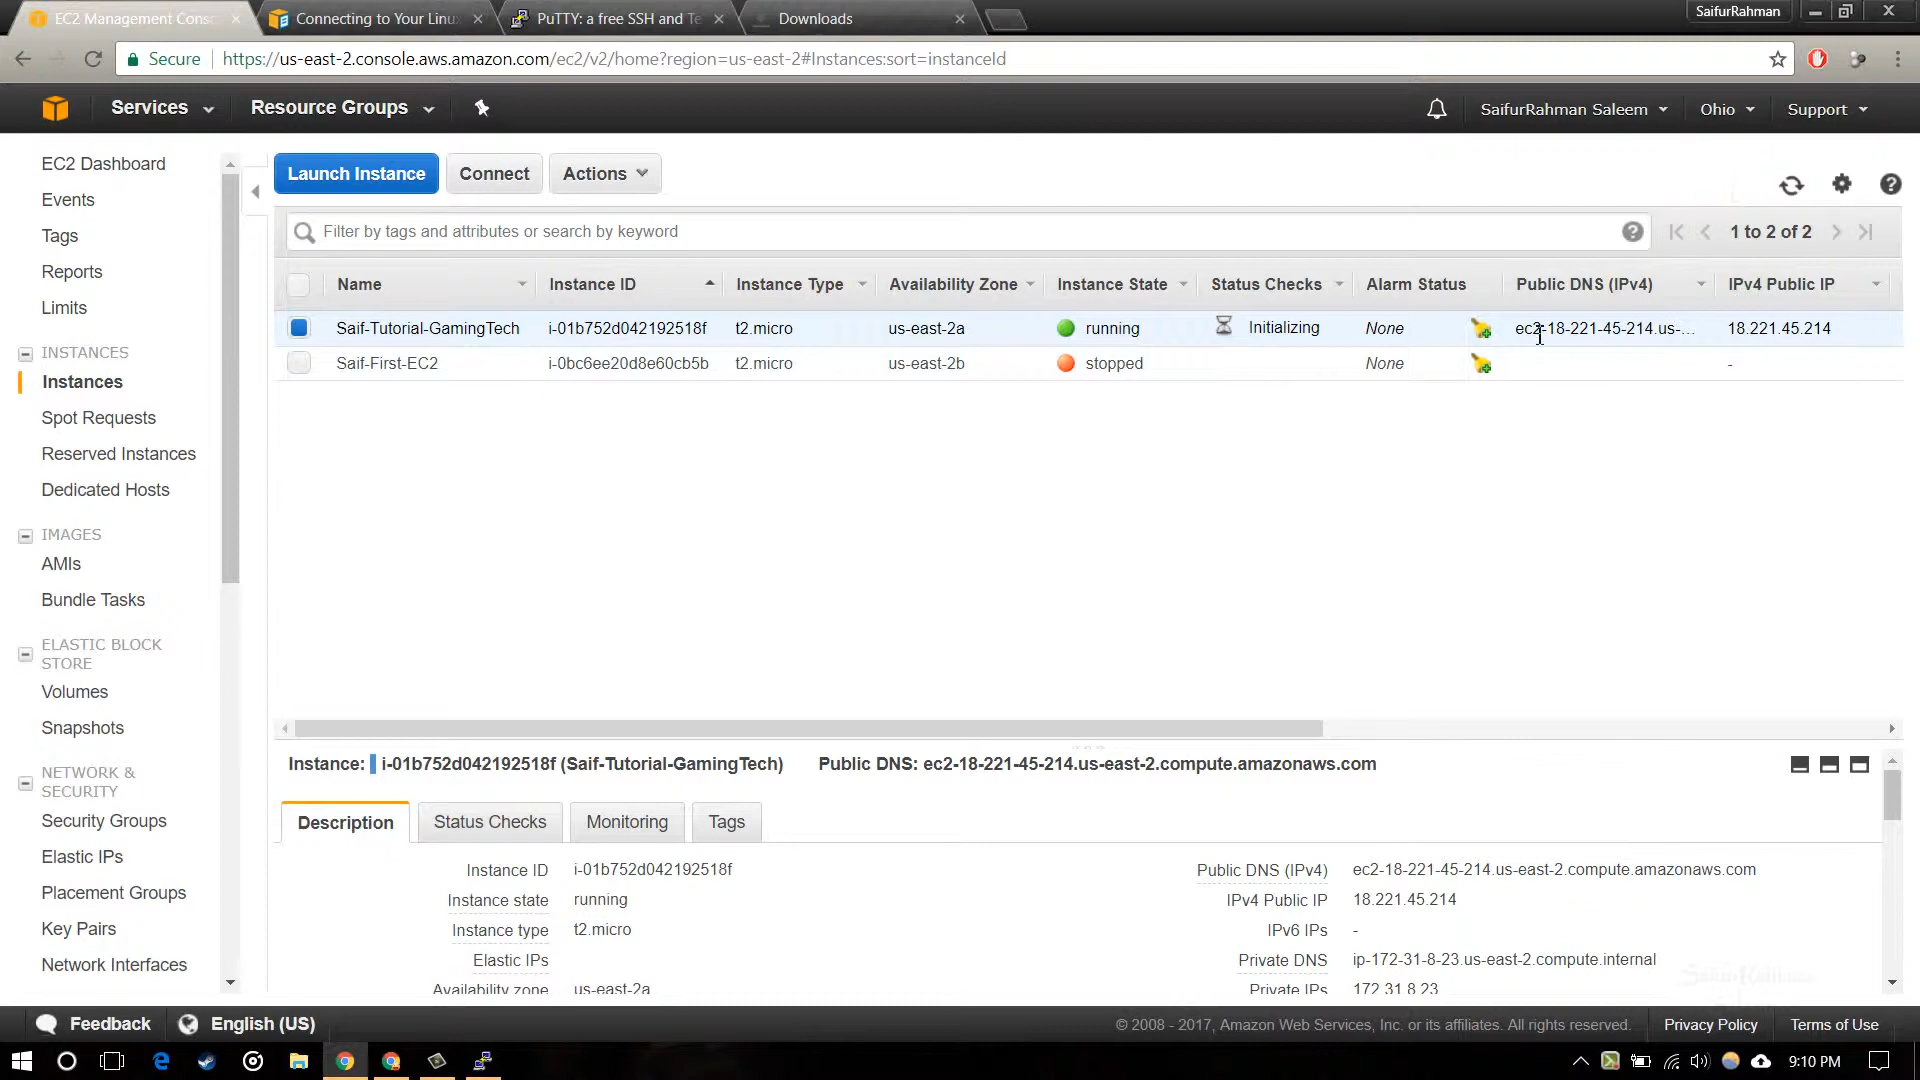 EC2 Management Cons
Connecting to Your Linu
PuTTY: a free SSH and Te
Downloads
SaifurRahman
Secure
https://us-east-2.console.aws.amazon.com/ec2/v2/home?region=us-east-2#Instances:sort=instanceId
Services
Resource Groups
SaifurRahman Saleem
Ohio
Support
EC2 Dashboard
Events
Tags
Reports
Limits
INSTANCES
Instances
Spot Requests
Reserved Instances
Dedicated Hosts
IMAGES
AMIs
Bundle Tasks
ELASTIC BLOCK
STORE
Volumes
Snapshots
NETWORK &
SECURITY
Security Groups
Elastic IPs
Placement Groups
Key Pairs
Network Interfaces
Launch Instance
Connect
Actions
Filter by tags and attributes or search by keyword
1 to 2 of 2
Name Instance ID Instance Type Availability Zone Instance State Status Checks Alarm Status Public DNS (IPv4) IPv4 Public IP
Saif-Tutorial-GamingTech i-01b752d042192518f t2.micro us-east-2a running Initializing None ec2-18-221-45-214.us-... 18.221.45.214
Saif-First-EC2 i-0bc6ee20d8e60cb5b t2.micro us-east-2b stopped None -
Instance: i-01b752d042192518f (Saif-Tutorial-GamingTech) Public DNS: ec2-18-221-45-214.us-east-2.compute.amazonaws.com
Description
Status Checks
Monitoring
Tags
Instance ID i-01b752d042192518f
Instance state running
Instance type t2.micro
Elastic IPs
Availability zone us-east-2a
Public DNS (IPv4) ec2-18-221-45-214.us-east-2.compute.amazonaws.com
IPv4 Public IP 18.221.45.214
IPv6 IPs -
Private DNS ip-172-31-8-23.us-east-2.compute.internal
Private IPs 172.31.8.23
SaifurRahman
Feedback
English (US)
© 2008 - 2017, Amazon Web Services, Inc. or its affiliates. All rights reserved.
Privacy Policy
Terms of Use
9:10 PM